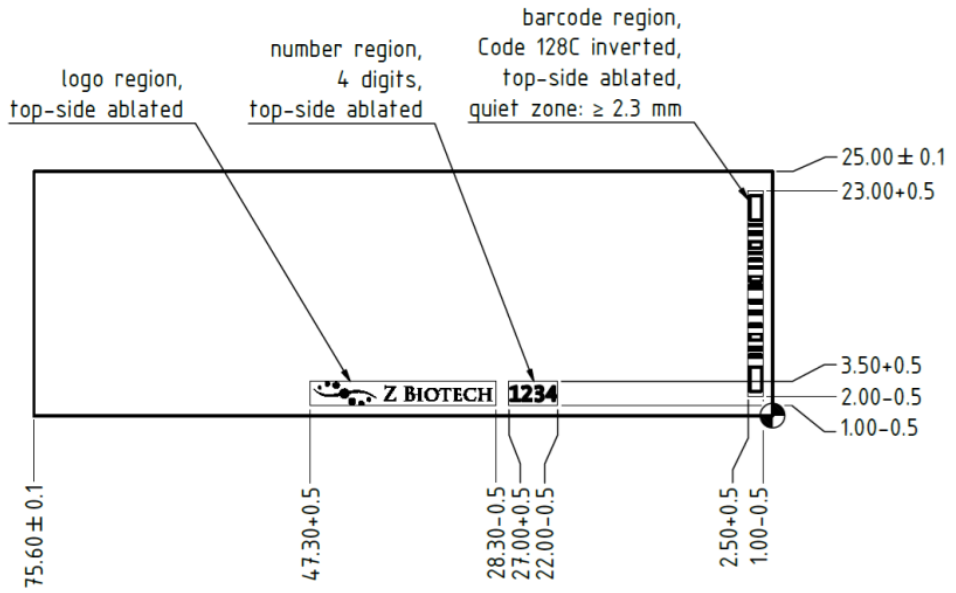 logo region,
top-side ablated
number region,
4 digits,
top-side ablated
barcode region,
Code 128C inverted,
top-side ablated,
quiet zone: ≥ 2.3 mm
25.00 ± 0.1
23.00+0.5
3.50+0.5
2.00-0.5
1.00-0.5
Z BIOTECH
1234
75.60 ± 0.1
47.30+0.5
28.30-0.5
27.00+0.5
22.00-0.5
2.50+0.5
1.00-0.5